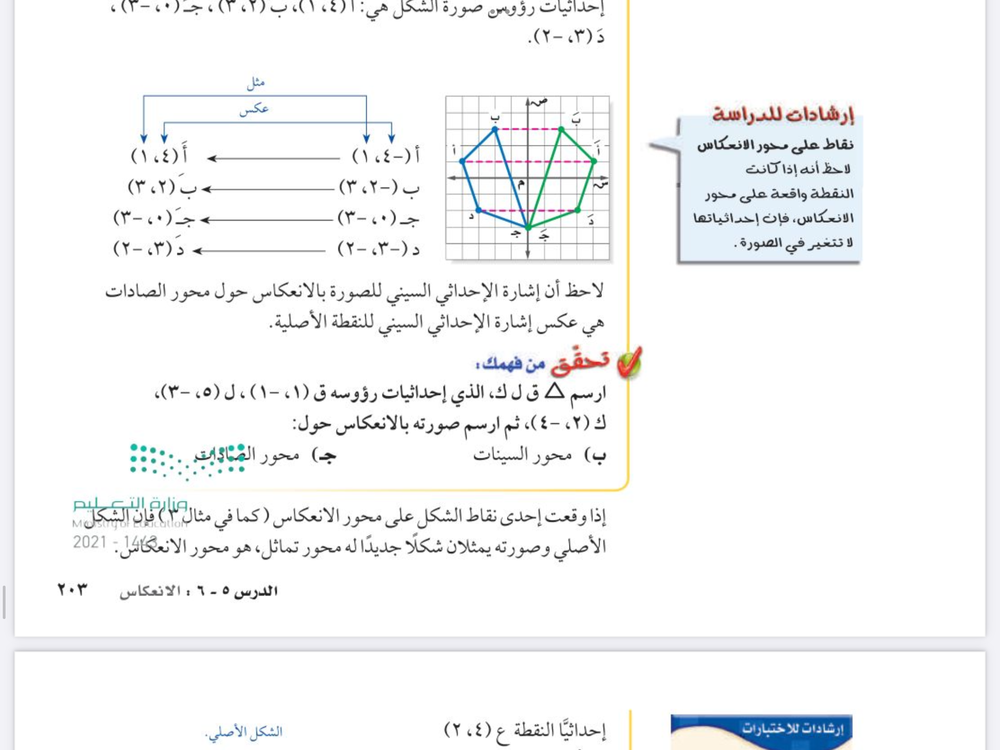 إحداثيات رؤوس صورة الشكل هي: أَ (٤، ١)، بَ (٢، ٣)، جـَ (٠، -٣)،
دَ (٣، -٢).
مثل
عكس
أ (-٤، ١) ← أَ (٤، ١)
ب (-٢، ٣) ← بَ (٢، ٣)
جـ (٠، -٣) ← جـَ (٠، -٣)
د (-٣، -٢) ← دَ (٣، -٢)
ص
ب
بَ
أ
أَ
م
س
د
دَ
جـ
جـَ
إرشادات للدراسة
نقاط على محور الانعكاس
لاحظ أنه إذا كانت
النقطة واقعة على محور
الانعكاس، فإن إحداثياتها
لا تتغير في الصورة.
لاحظ أن إشارة الإحداثي السيني للصورة بالانعكاس حول محور الصادات
هي عكس إشارة الإحداثي السيني للنقطة الأصلية.
تحقَّق من فهمك:
ارسم △ ق ل ك، الذي إحداثيات رؤوسه ق (١، -١)، ل (٥، -٣)،
ك (٢، -٤)، ثم ارسم صورته بالانعكاس حول:
ب) محور السينات جـ) محور الصادات
إذا وقعت إحدى نقاط الشكل على محور الانعكاس (كما في مثال ٣) فإن الشكل
الأصلي وصورته يمثلان شكلًا جديدًا له محور تماثل، هو محور الانعكاس.
وزارة التعليم
Ministry of Education
2021 - 1443
الدرس ٥ - ٦ : الانعكاس ٢٠٣
إرشادات للاختبارات
إحداثيَّا النقطة ع (٤، ٢) الشكل الأصلي.